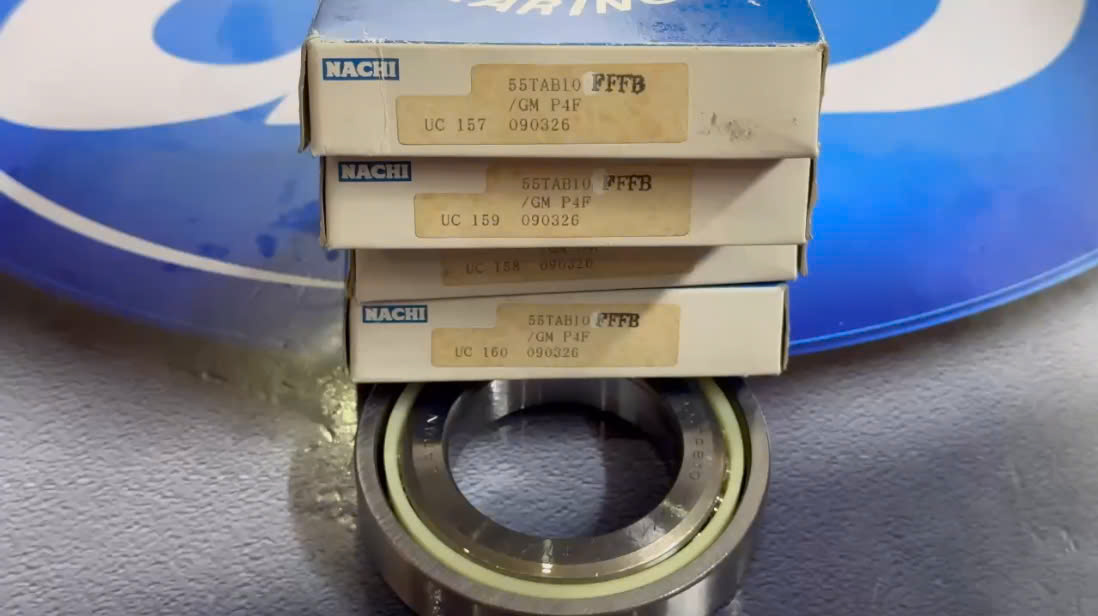 BEARING
NACHI
55TAB10 FFFB
/GM P4F
UC 157 090326
NACHI
55TAB10 FFFB
/GM P4F
UC 159 090326
UC 158 090326
NACHI
55TAB10 FFFB
/GM P4F
UC 160 090326